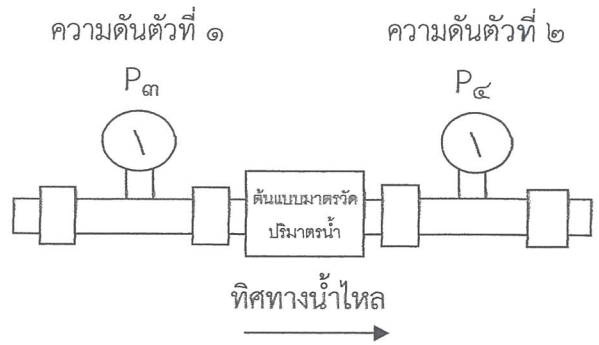 ความดันตัวที่ ๑
ความดันตัวที่ ๒
P๓
P๔
ต้นแบบมาตรวัด
ปริมาตรน้ำ
ทิศทางน้ำไหล